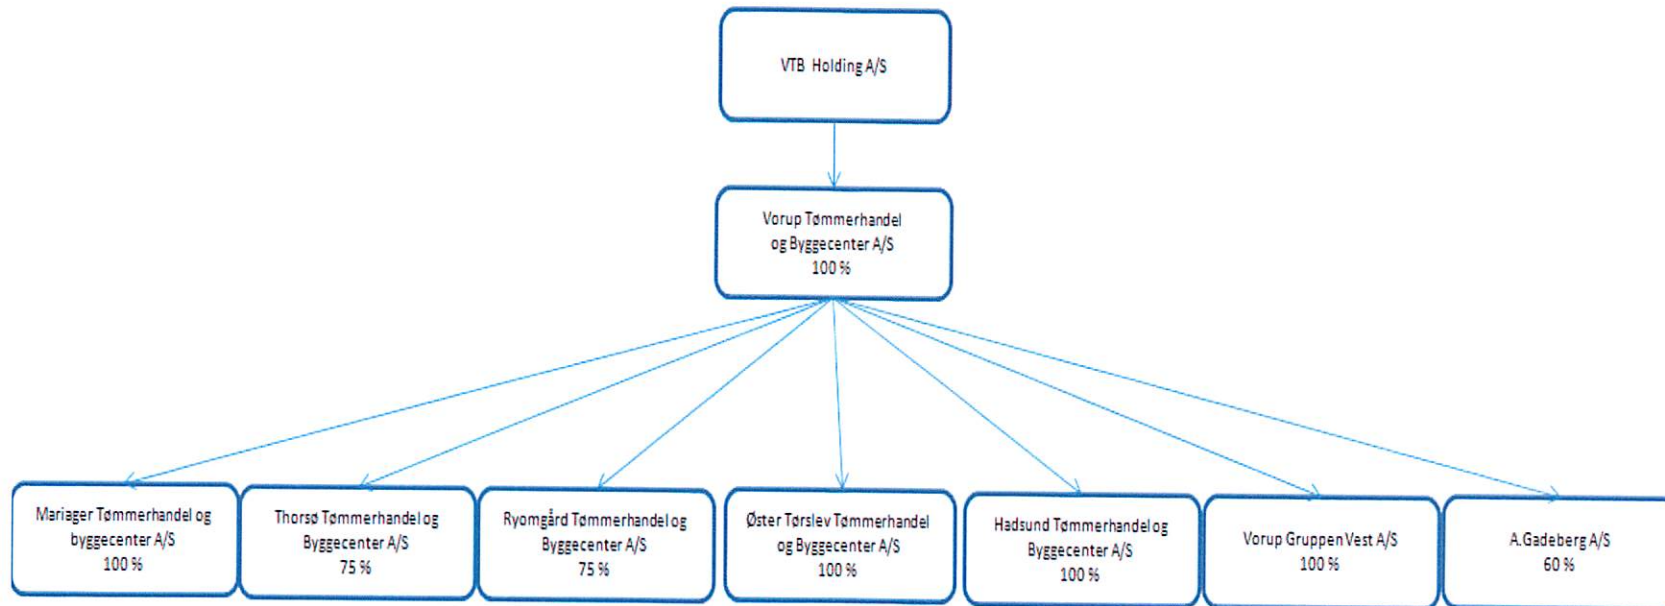 VTB Holding A/S
Vorup Tømmerhandel
og Byggecenter A/S
100 %
Mariager Tømmerhandel og
byggecenter A/S
100 %
Thorsø Tømmerhandel og
Byggecenter A/S
75 %
Ryomgård Tømmerhandel og
Byggecenter A/S
75 %
Øster Tørslev Tømmerhandel
og Byggecenter A/S
100 %
Hadsund Tømmerhandel og
Byggecenter A/S
100 %
Vorup Gruppen Vest A/S
100 %
A.Gadeberg A/S
60 %